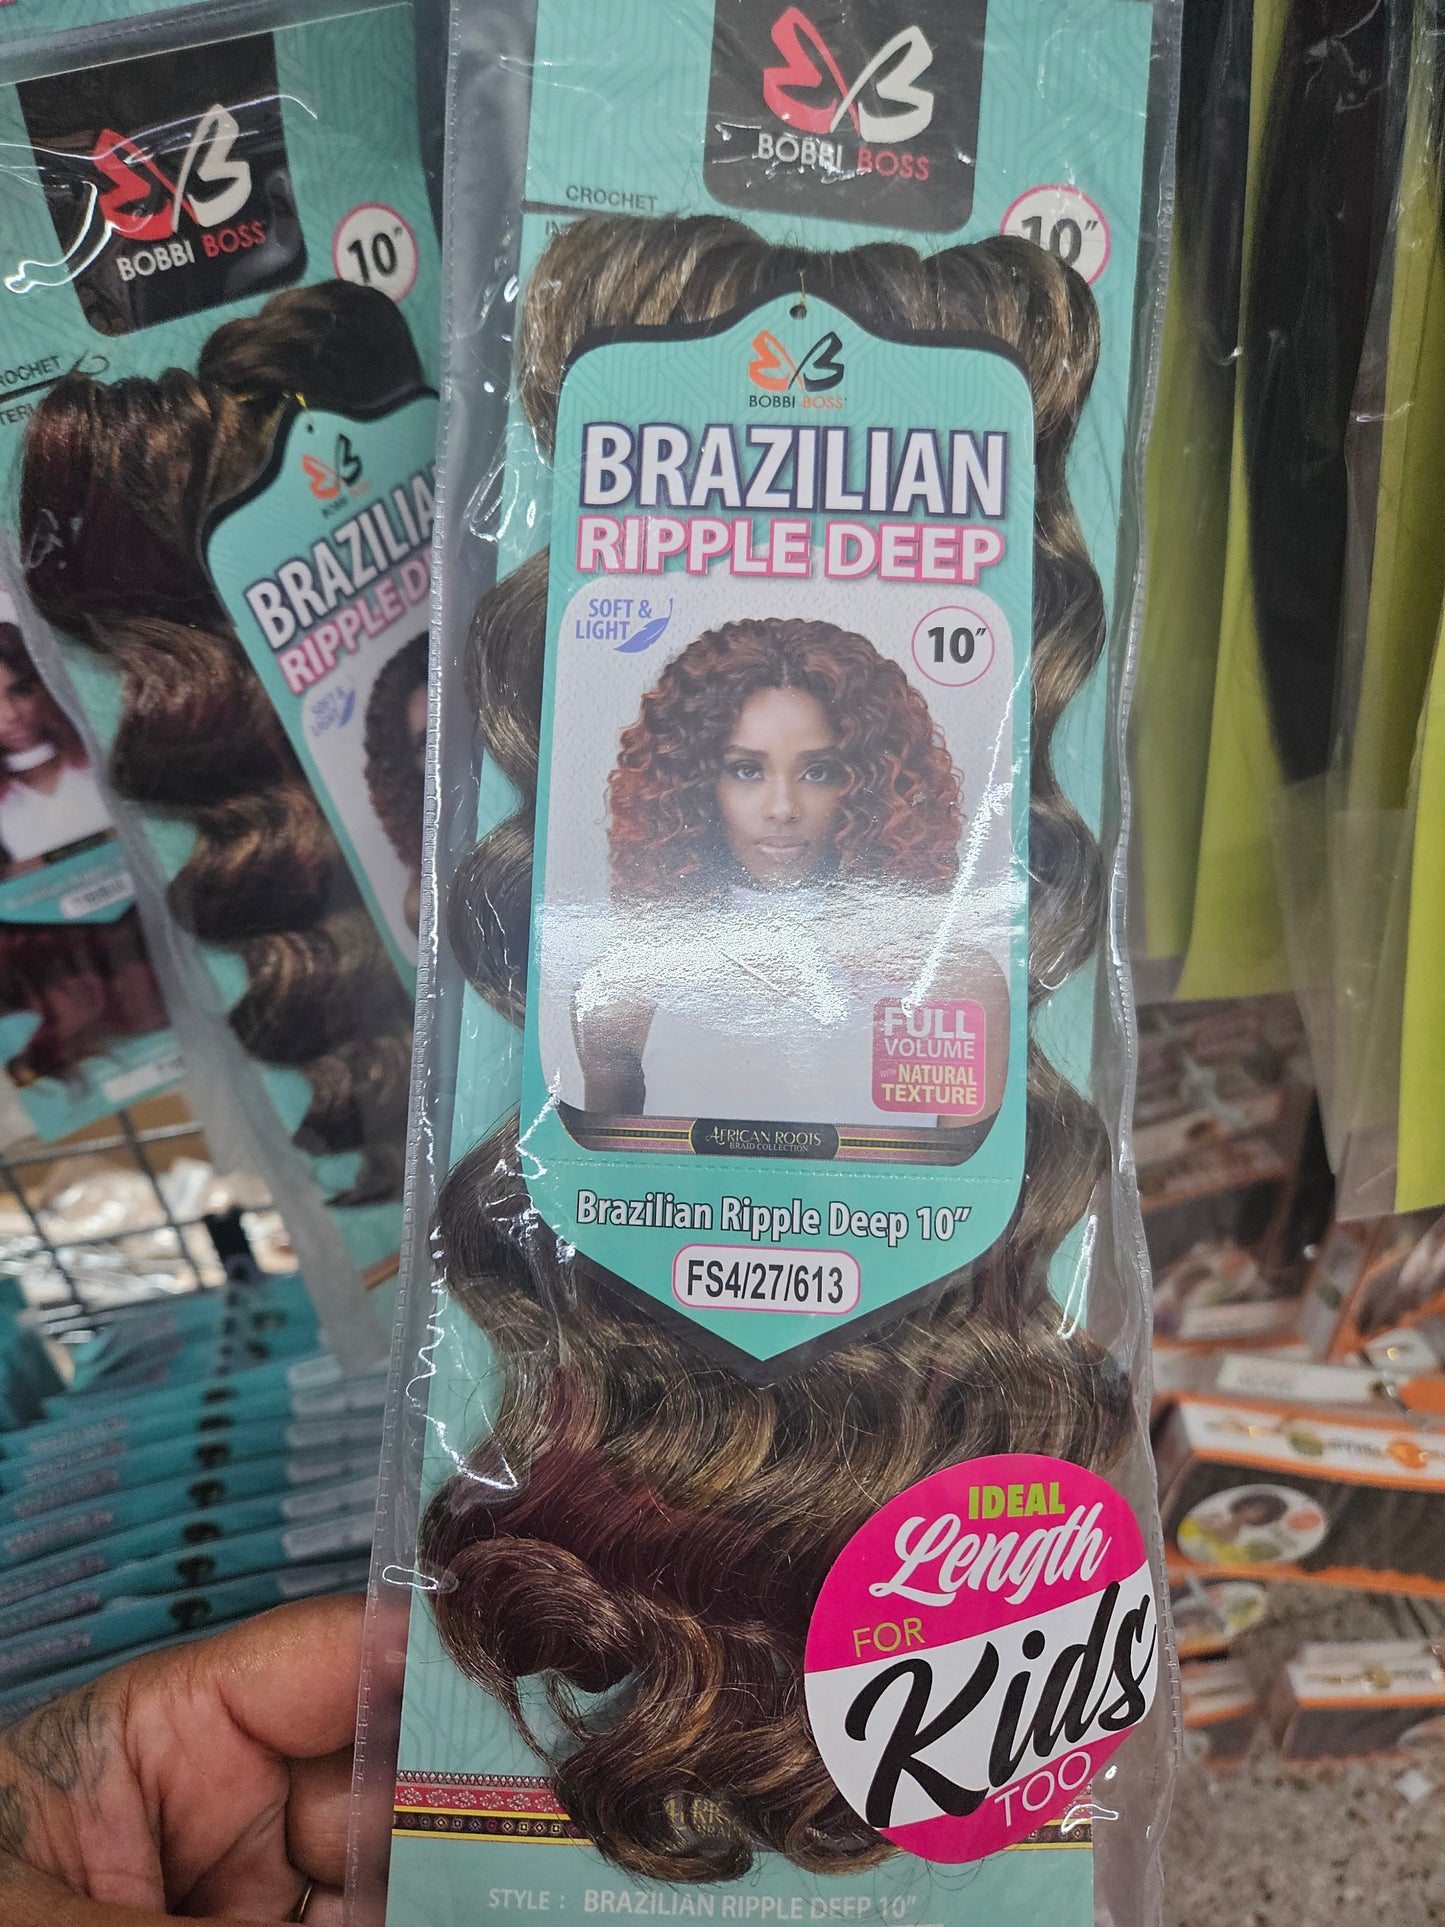 BOBBI BOSS
10"
CROCHET
BOBBI BOSS
BRAZILIAN
RIPPLE DEEP
SOFT &
LIGHT
10"
FULL
VOLUME
WITH NATURAL
TEXTURE
AFRICAN ROOTS
BRAID COLLECTION
Brazilian Ripple Deep 10"
FS4/27/613
IDEAL
Length
FOR
Kids
TOO
STYLE : BRAZILIAN RIPPLE DEEP 10"
BOBBI BOSS
10"
BRAZILIA
RIPPLE D